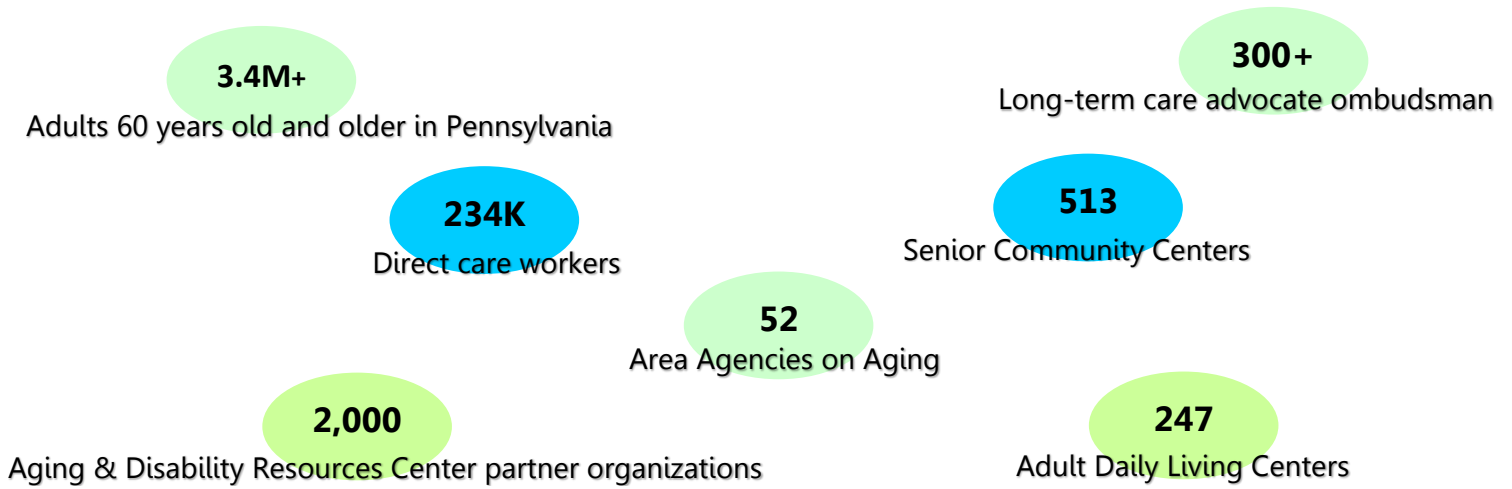 3.4M+
Adults 60 years old and older in Pennsylvania
300+
Long-term care advocate ombudsman
234K
Direct care workers
513
Senior Community Centers
52
Area Agencies on Aging
2,000
Aging & Disability Resources Center partner organizations
247
Adult Daily Living Centers